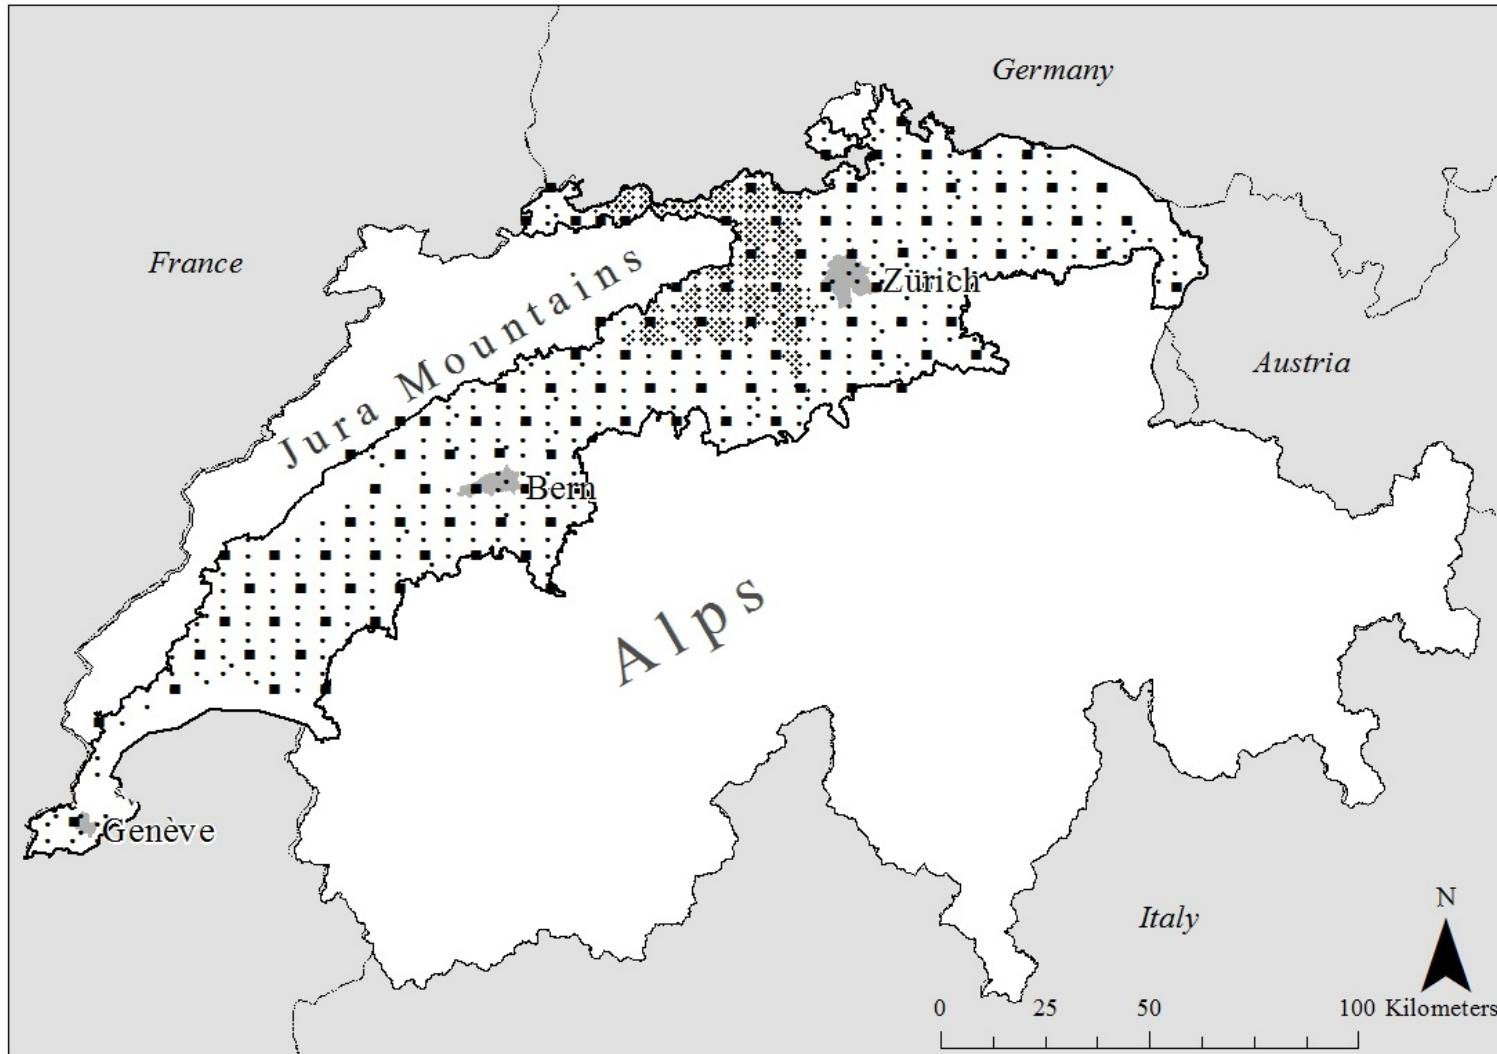 Germany
France
Zürich
Jura Mountains
Austria
Bern
Alps
Genève
Italy
N
0 25 50 100 Kilometers